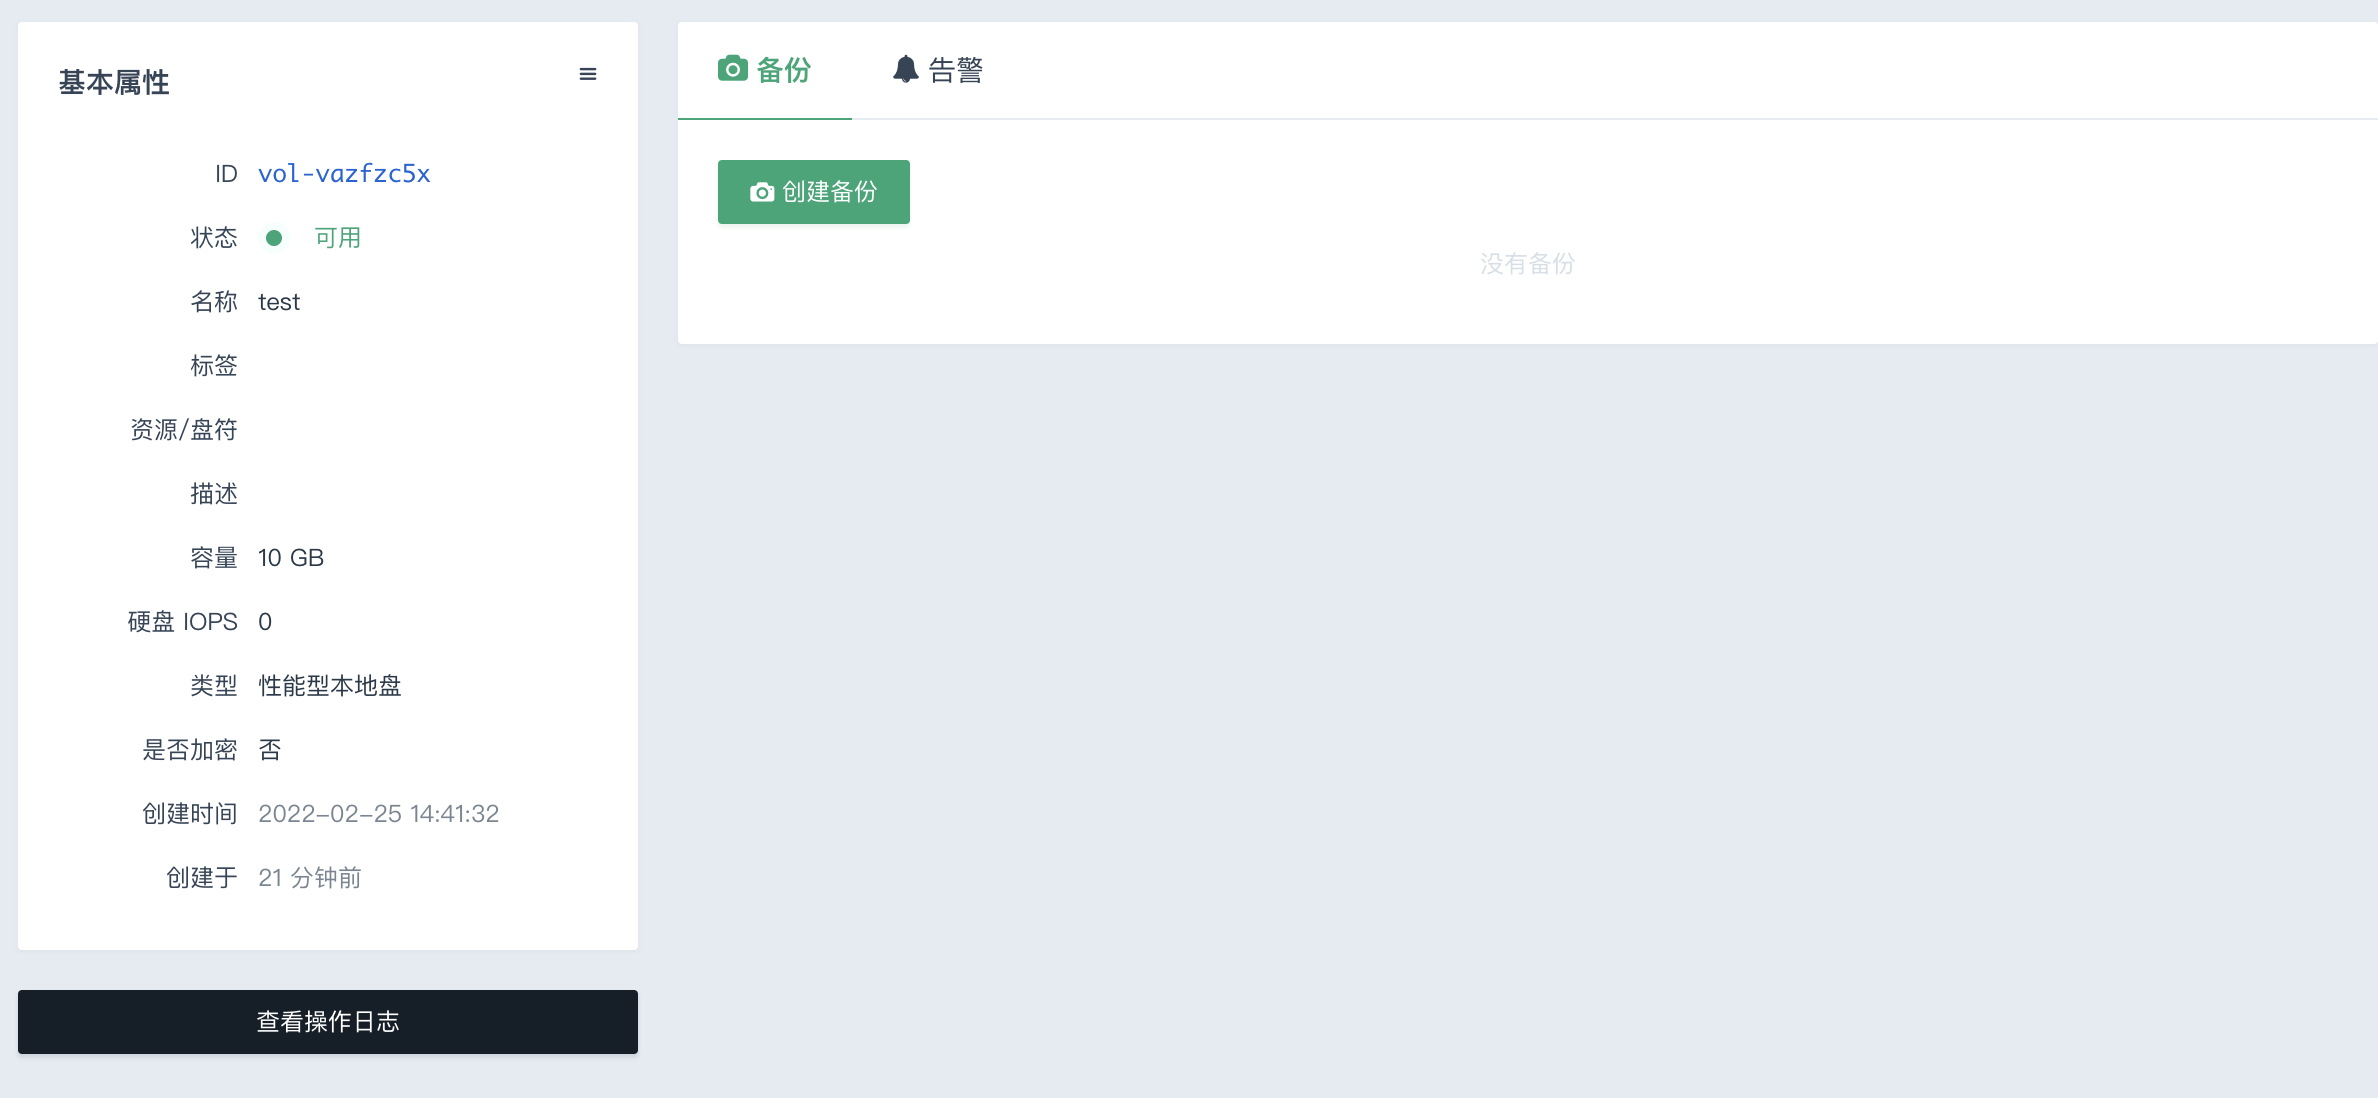 基本属性
ID vol-vazfzc5x
状态 可用
名称 test
标签
资源/盘符
描述
容量 10 GB
硬盘 IOPS 0
类型 性能型本地盘
是否加密 否
创建时间 2022-02-25 14:41:32
创建于 21 分钟前
查看操作日志
备份 告警
创建备份
没有备份